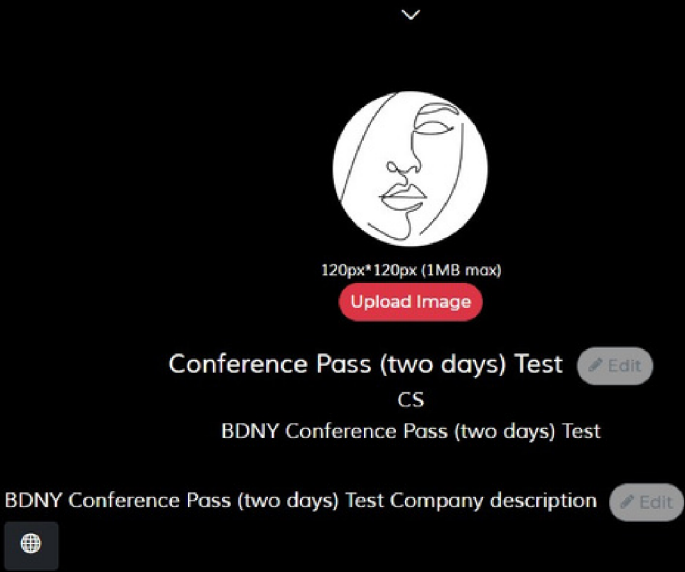 120px*120px (1MB max)
Upload Image
Conference Pass (two days) Test Edit
CS
BDNY Conference Pass (two days) Test
BDNY Conference Pass (two days) Test Company description Edit